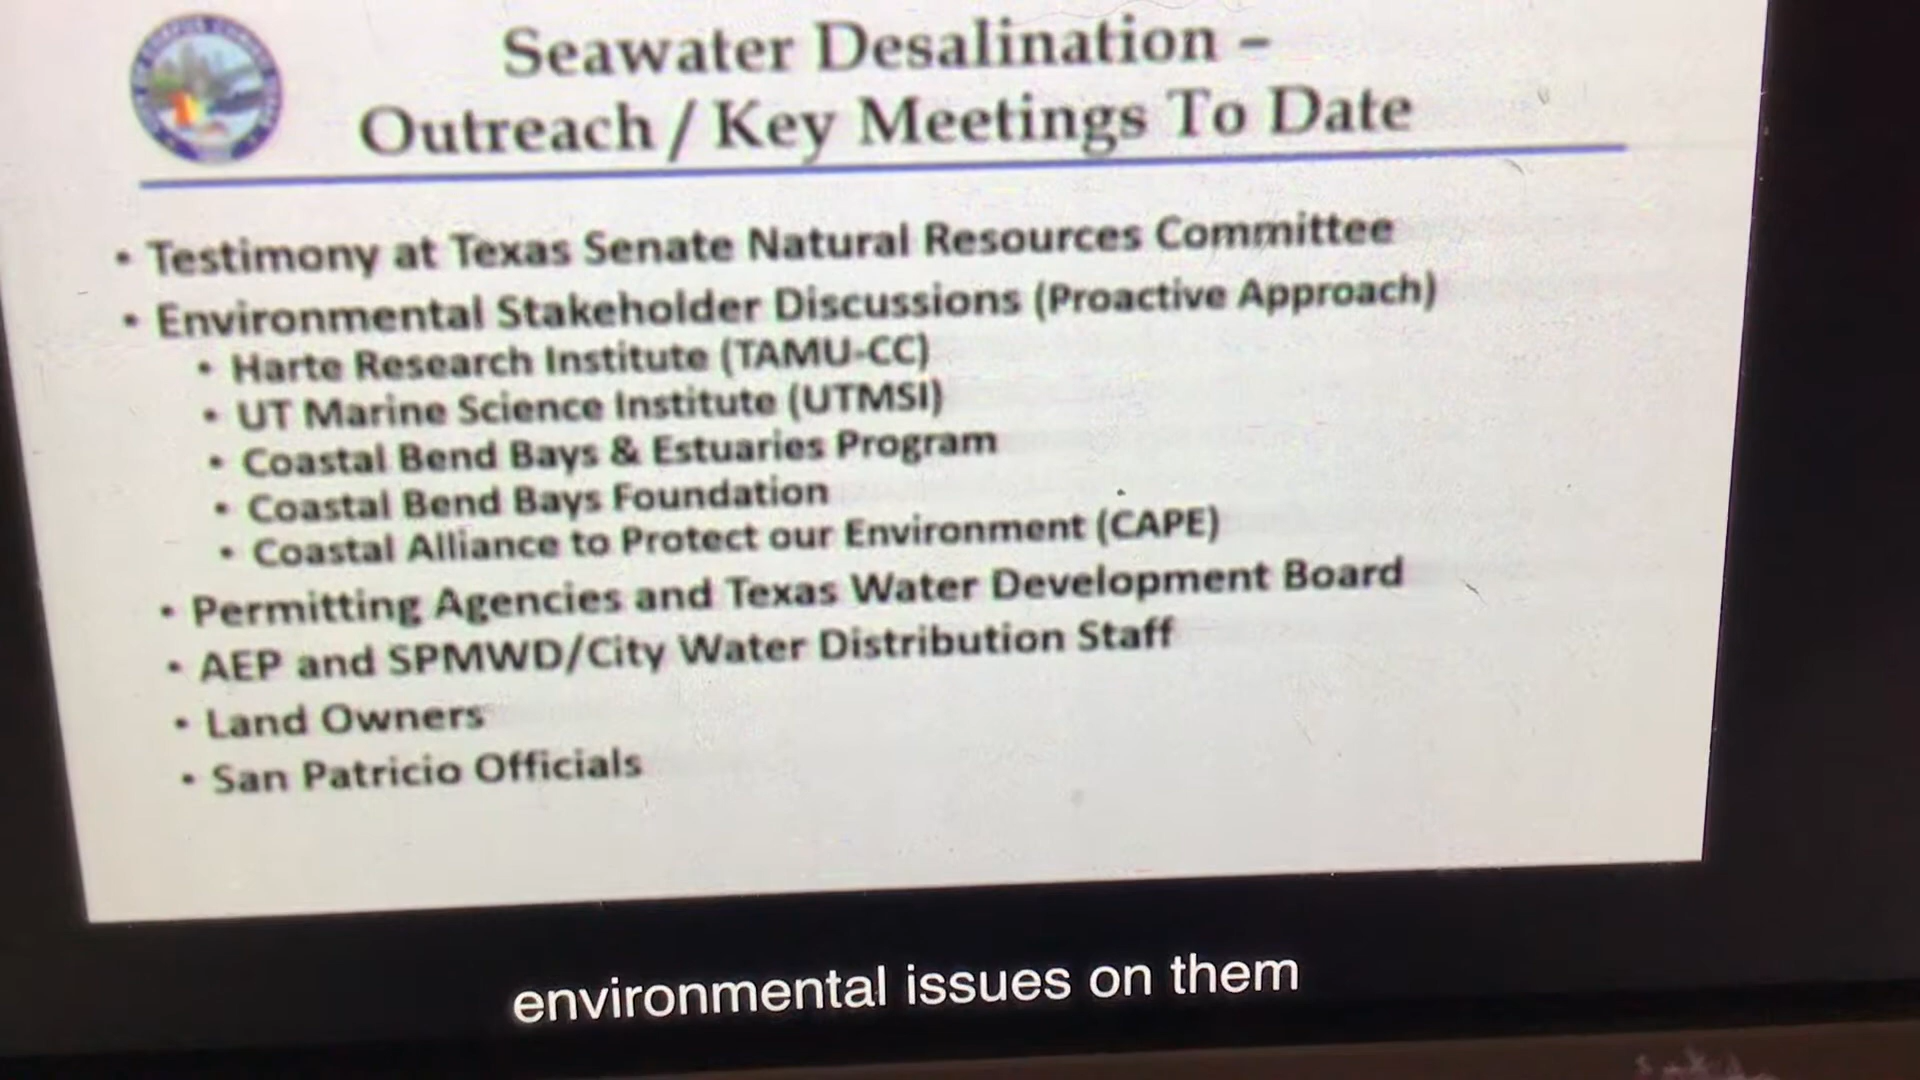 Seawater Desalination –
Outreach / Key Meetings To Date
• Testimony at Texas Senate Natural Resources Committee
• Environmental Stakeholder Discussions (Proactive Approach)
• Harte Research Institute (TAMU-CC)
• UT Marine Science Institute (UTMSI)
• Coastal Bend Bays & Estuaries Program
• Coastal Bend Bays Foundation
• Coastal Alliance to Protect our Environment (CAPE)
• Permitting Agencies and Texas Water Development Board
• AEP and SPMWD/City Water Distribution Staff
• Land Owners
• San Patricio Officials
environmental issues on them